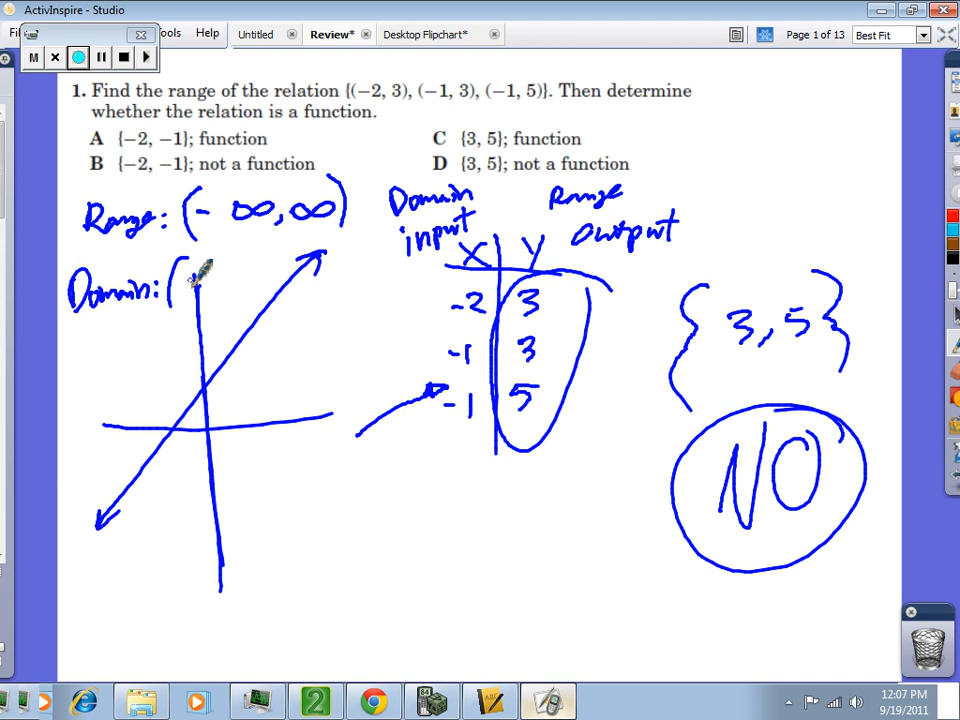 ActivInspire - Studio
Tools Help
Untitled Review* Desktop Flipchart* Page 1 of 13 Best Fit
M
1. Find the range of the relation {(−2, 3), (−1, 3), (−1, 5)}. Then determine
whether the relation is a function.
A {−2, −1}; function
C {3, 5}; function
B {−2, −1}; not a function
D {3, 5}; not a function
Range: (- ∞, ∞)
Domain: (
Domain Range
input output
X Y
-2 3
-1 3
-1 5
{3, 5}
NO
2
84
12:07 PM
9/19/2011